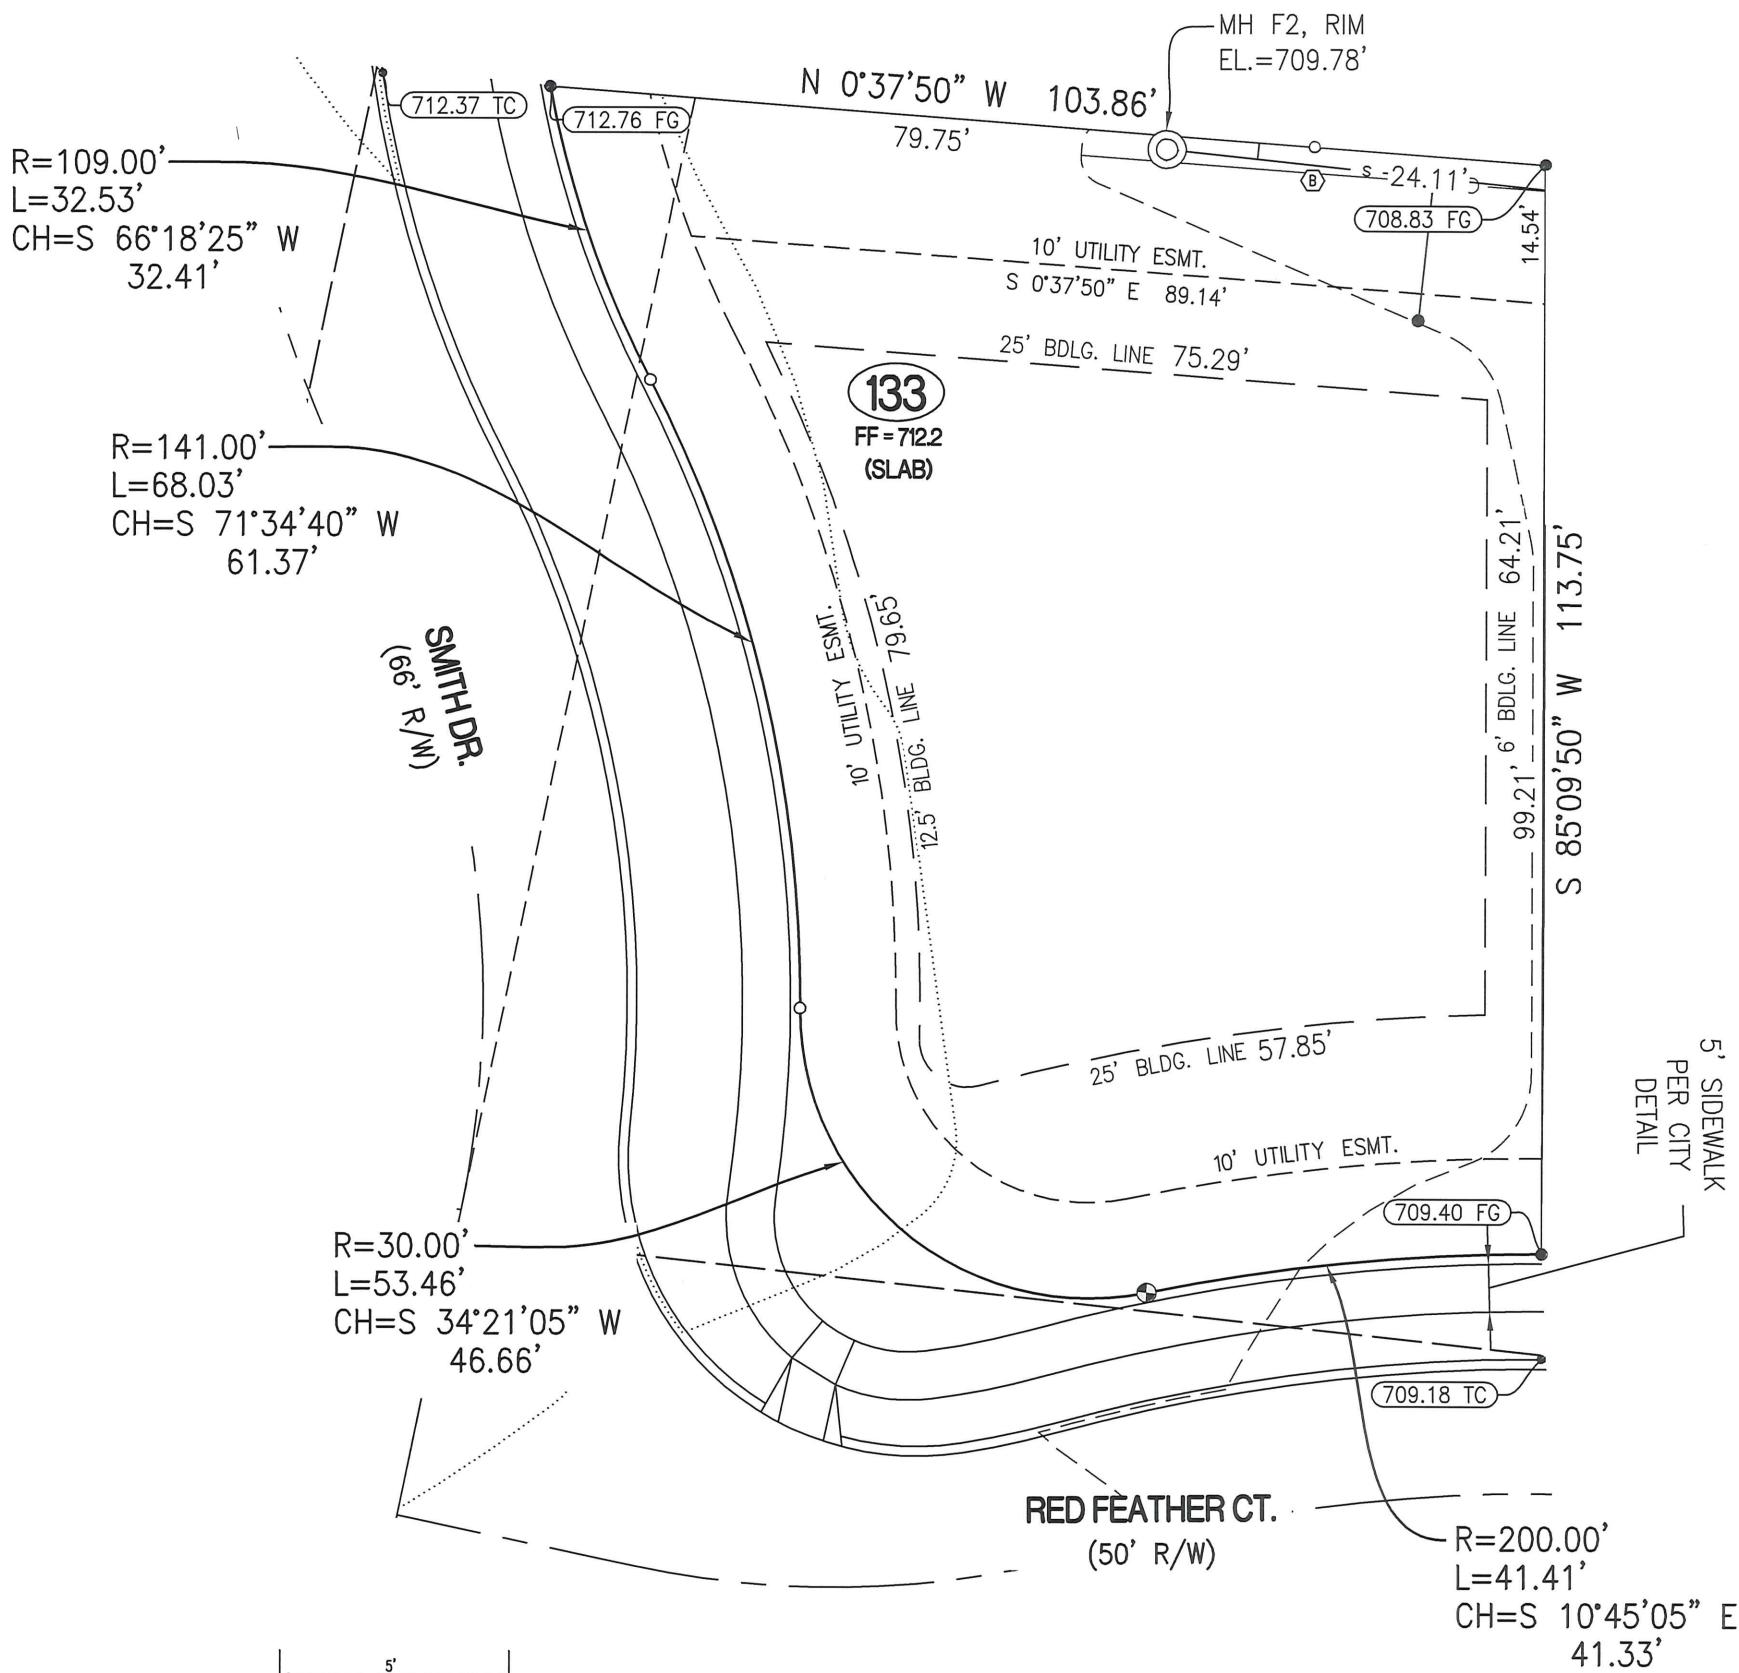 MH F2, RIM
EL.=709.78'
N 0°37'50" W 103.86'
79.75'
712.37 TC
712.76 FG
R=109.00'
L=32.53'
CH=S 66°18'25" W
32.41'
S
24.11'
B
708.83 FG
14.54'
10' UTILITY ESMT.
S 0°37'50" E 89.14'
25' BDLG. LINE 75.29'
133
FF = 712.2
(SLAB)
R=141.00'
L=68.03'
CH=S 71°34'40" W
61.37'
SMITH DR.
(66' R/W)
10' UTILITY ESMT.
12.5' BLDG. LINE 79.65'
6' BDLG. LINE 64.21'
99.21'
S 85°09'50" W 113.75'
25' BLDG. LINE 57.85'
5' SIDEWALK
PER CITY
DETAIL
10' UTILITY ESMT.
709.40 FG
R=30.00'
L=53.46'
CH=S 34°21'05" W
46.66'
709.18 TC
RED FEATHER CT.
(50' R/W)
R=200.00'
L=41.41'
CH=S 10°45'05" E
41.33'
5'